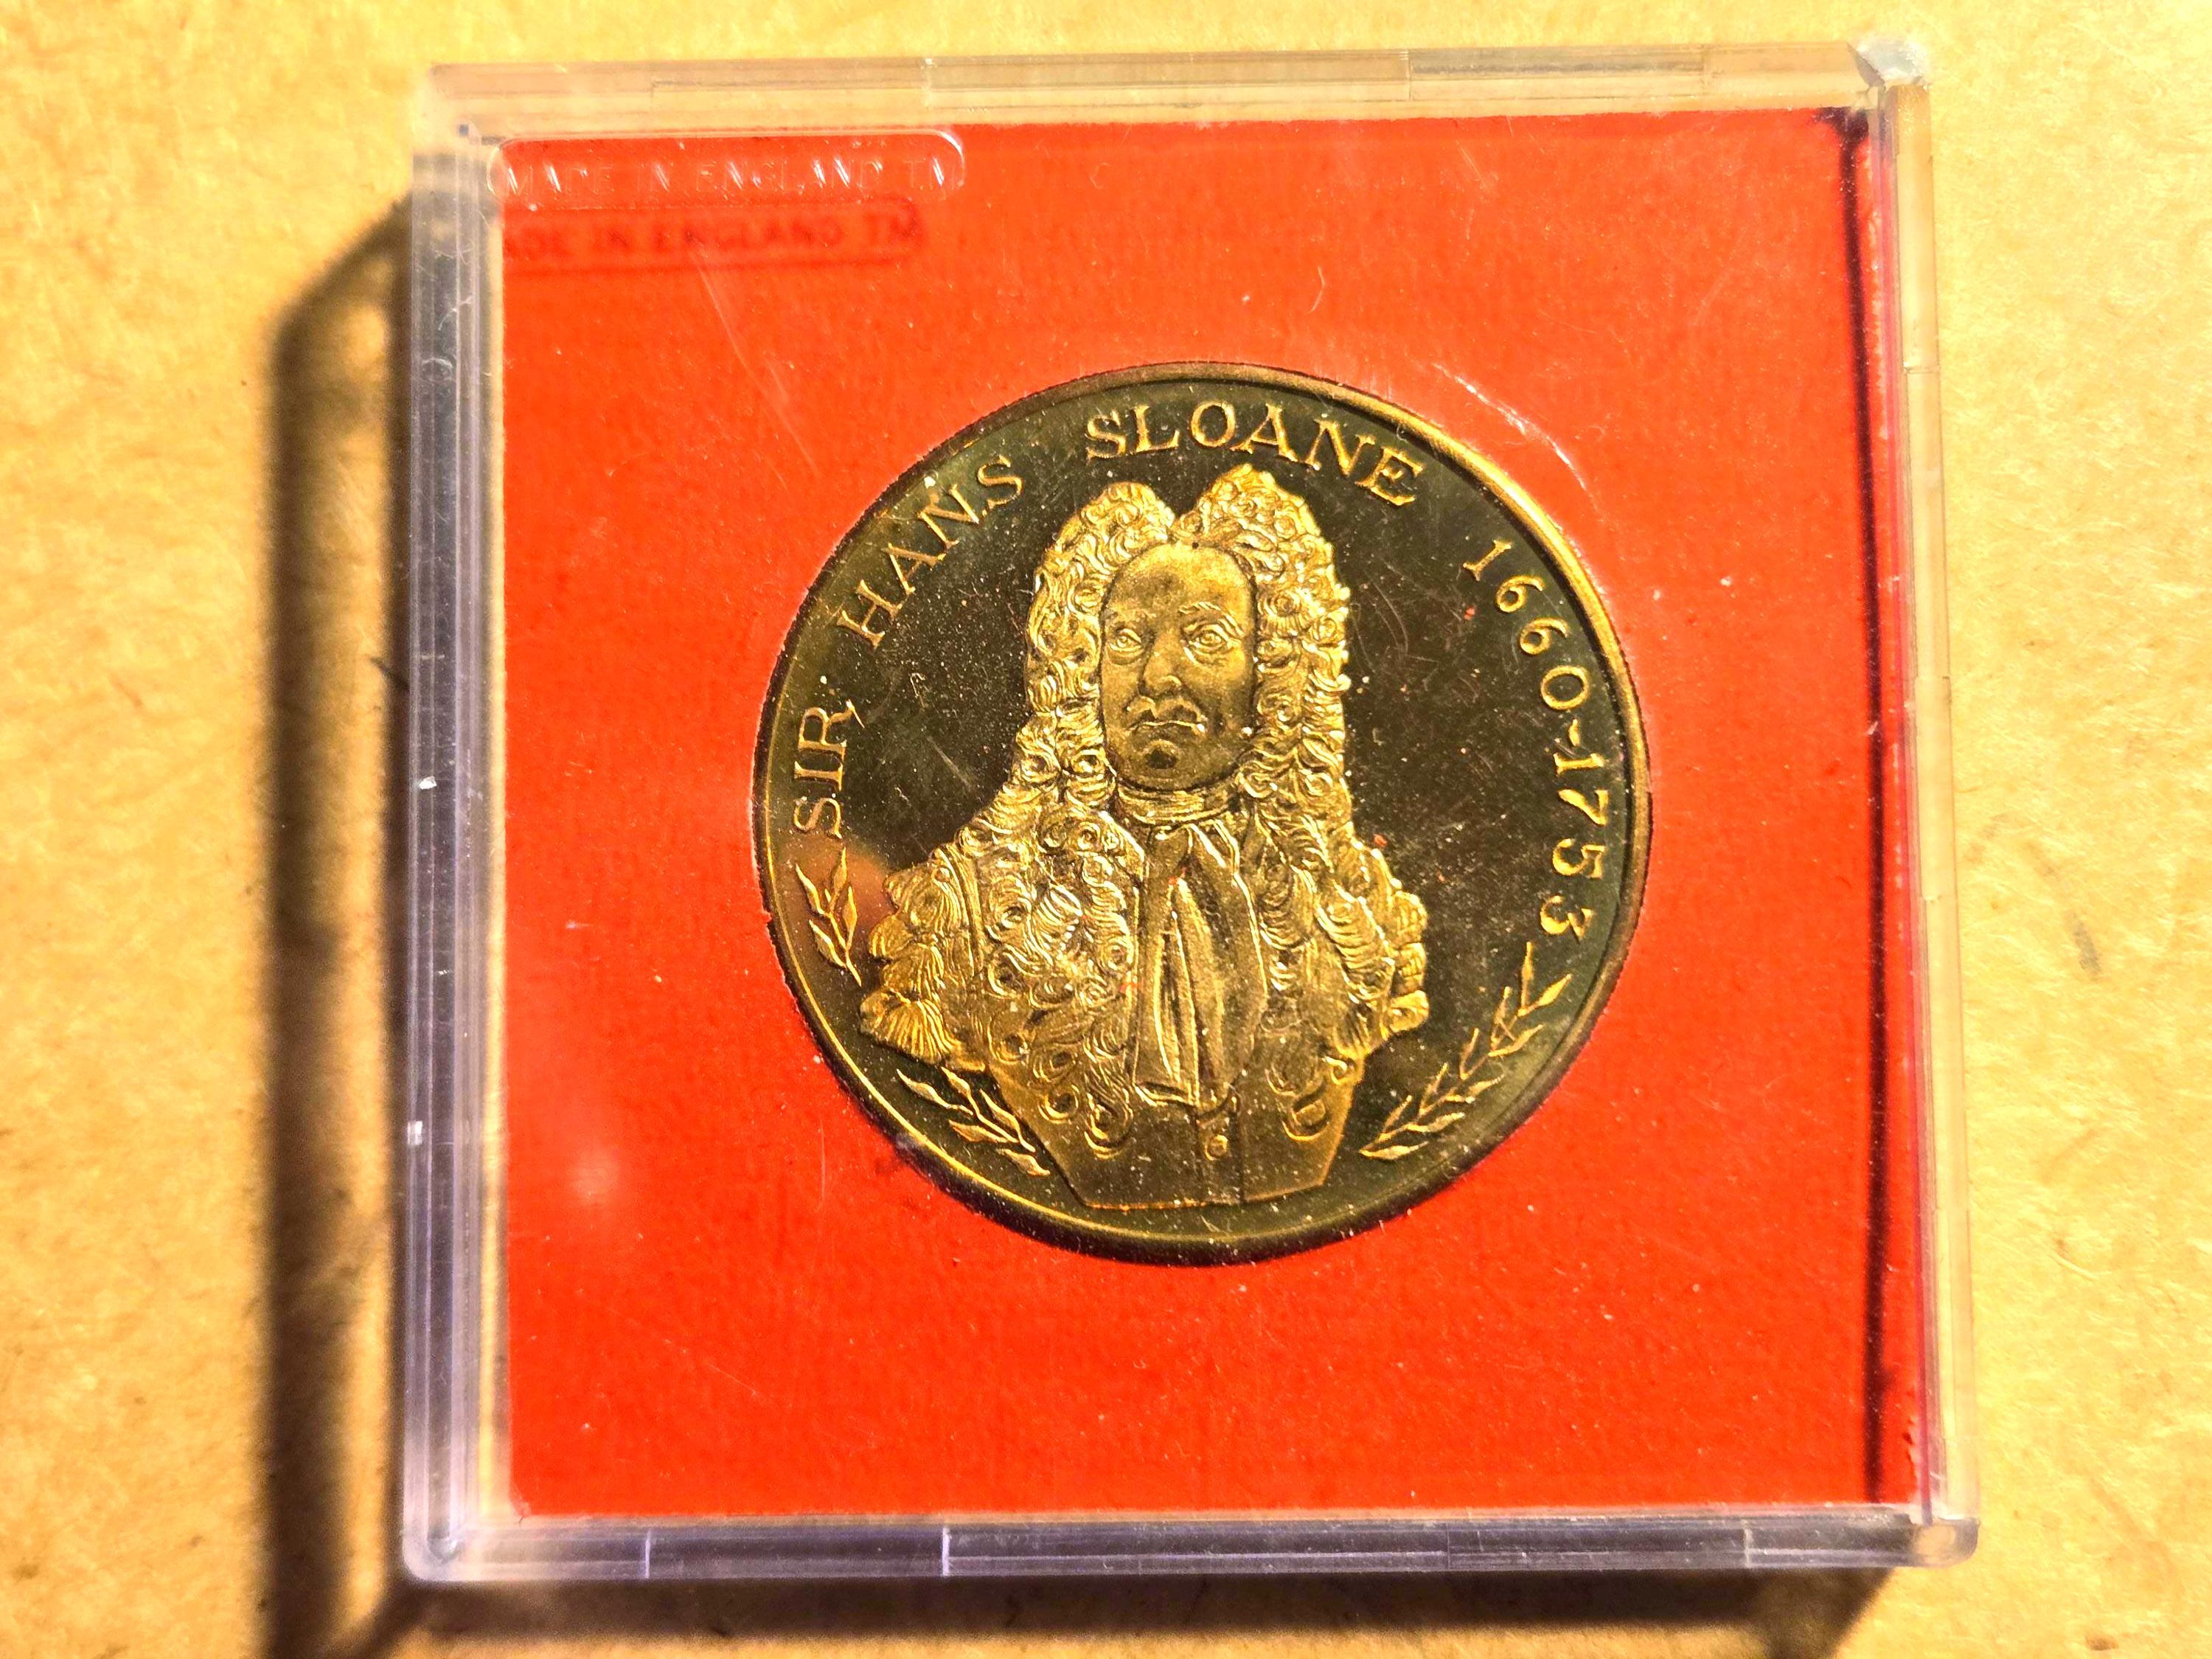 MADE IN ENGLAND TM
SIR HANS SLOANE 1660-1753